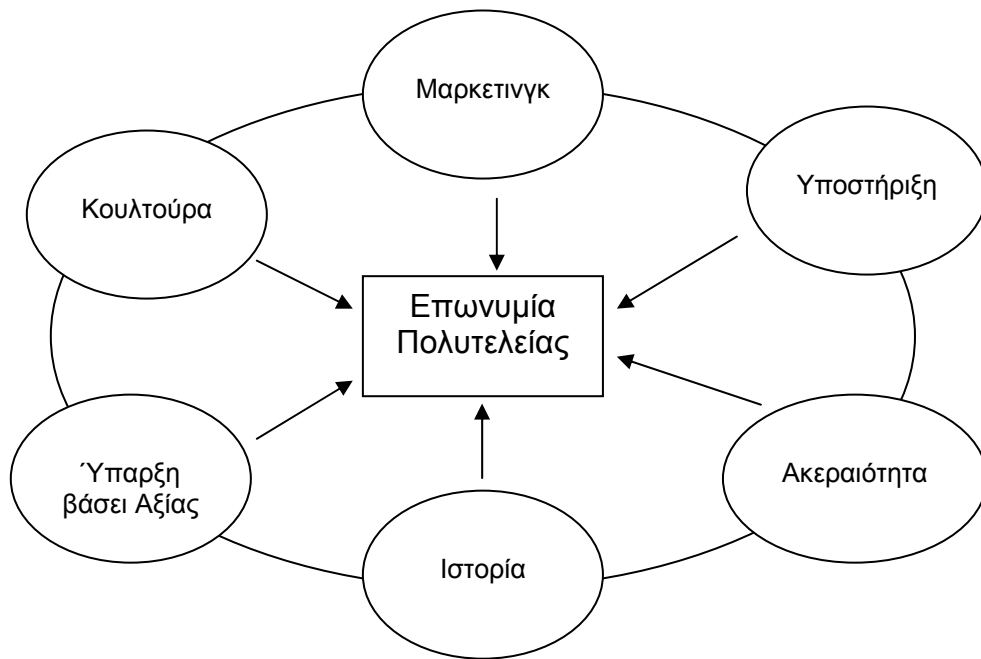 Μαρκετινγκ
Υποστήριξη
Κουλτούρα
Επωνυμία
Πολυτελείας
Ύπαρξη
βάσει Αξίας
Ακεραιότητα
Ιστορία